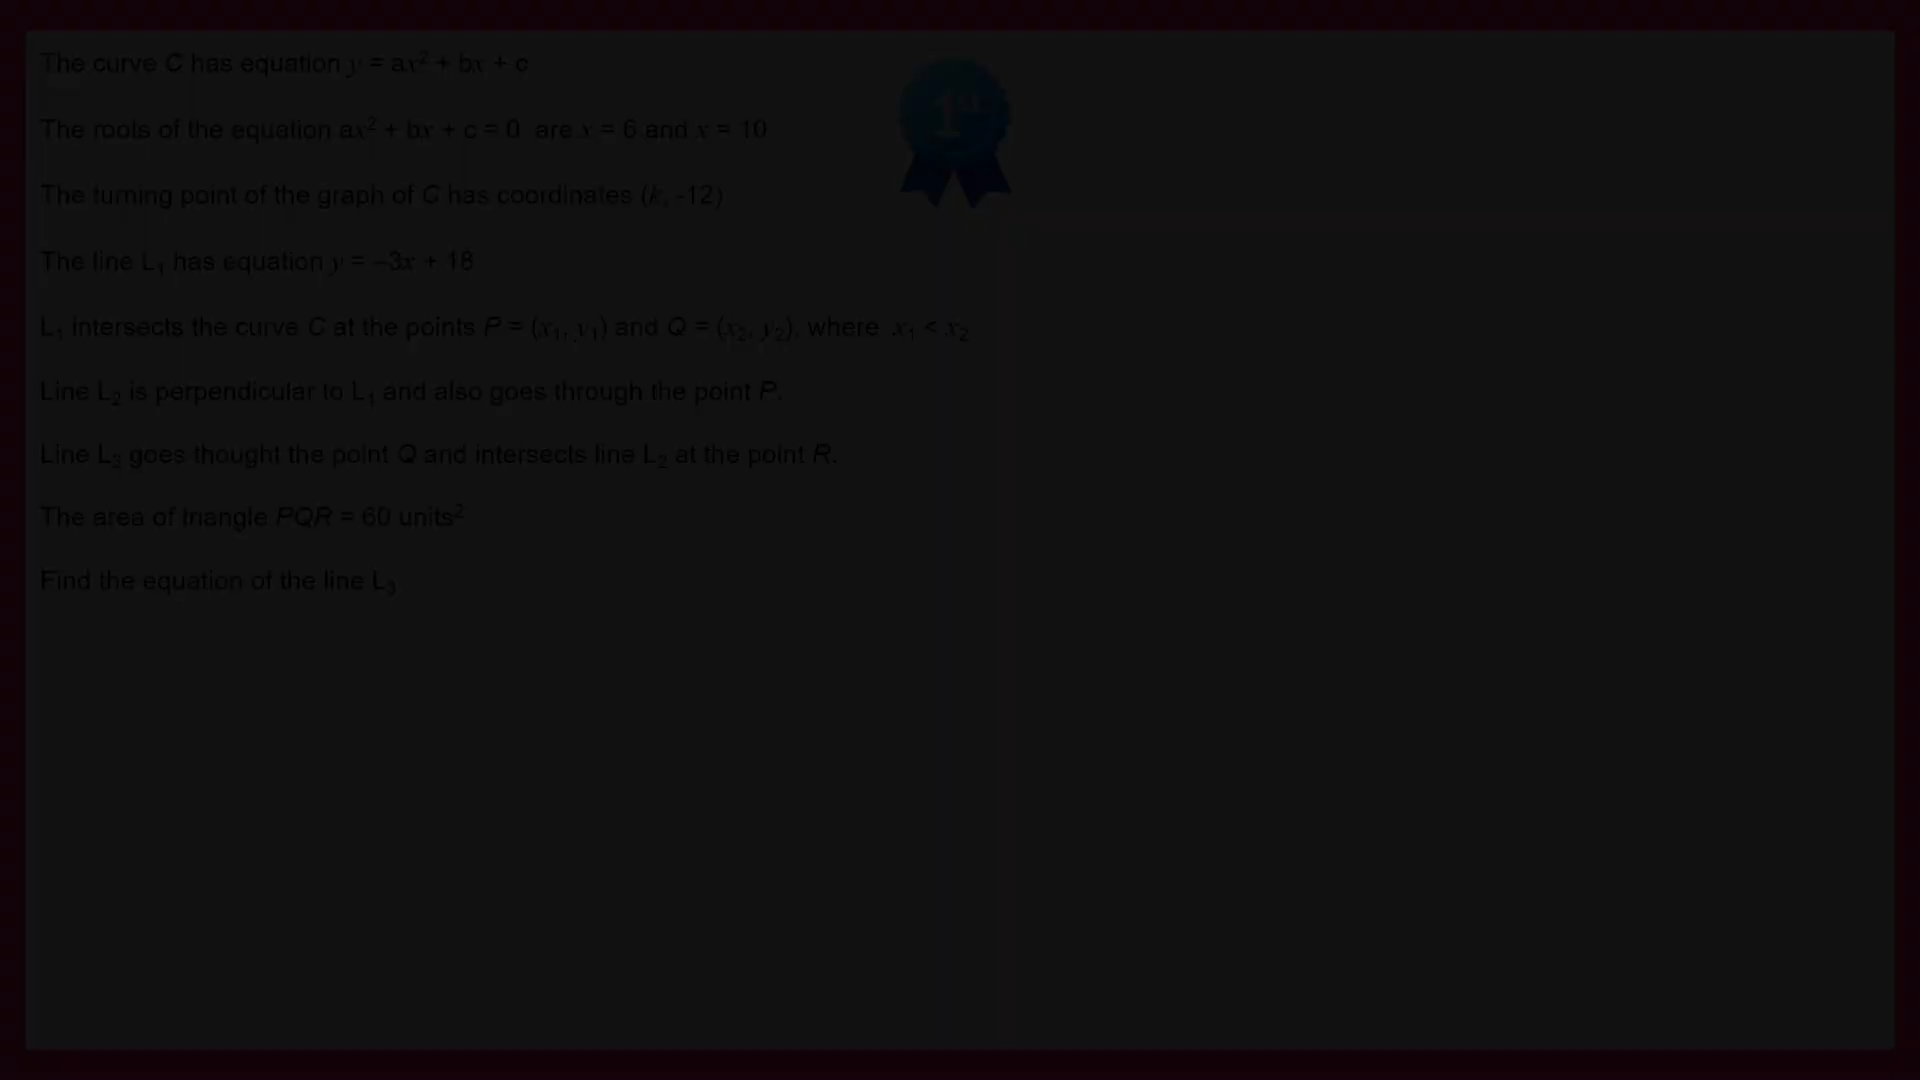 The curve C has equation y = ax² + bx + c
1st
The roots of the equation ax² + bx + c = 0 are x = 6 and x = 10
The turning point of the graph of C has coordinates (k, -12)
The line L₁ has equation y = –3x + 18
L₁ intersects the curve C at the points P = (x₁, y₁) and Q = (x₂, y₂), where x₁ < x₂
Line L₂ is perpendicular to L₁ and also goes through the point P.
Line L₃ goes thought the point Q and intersects line L₂ at the point R.
The area of triangle PQR = 60 units²
Find the equation of the line L₃